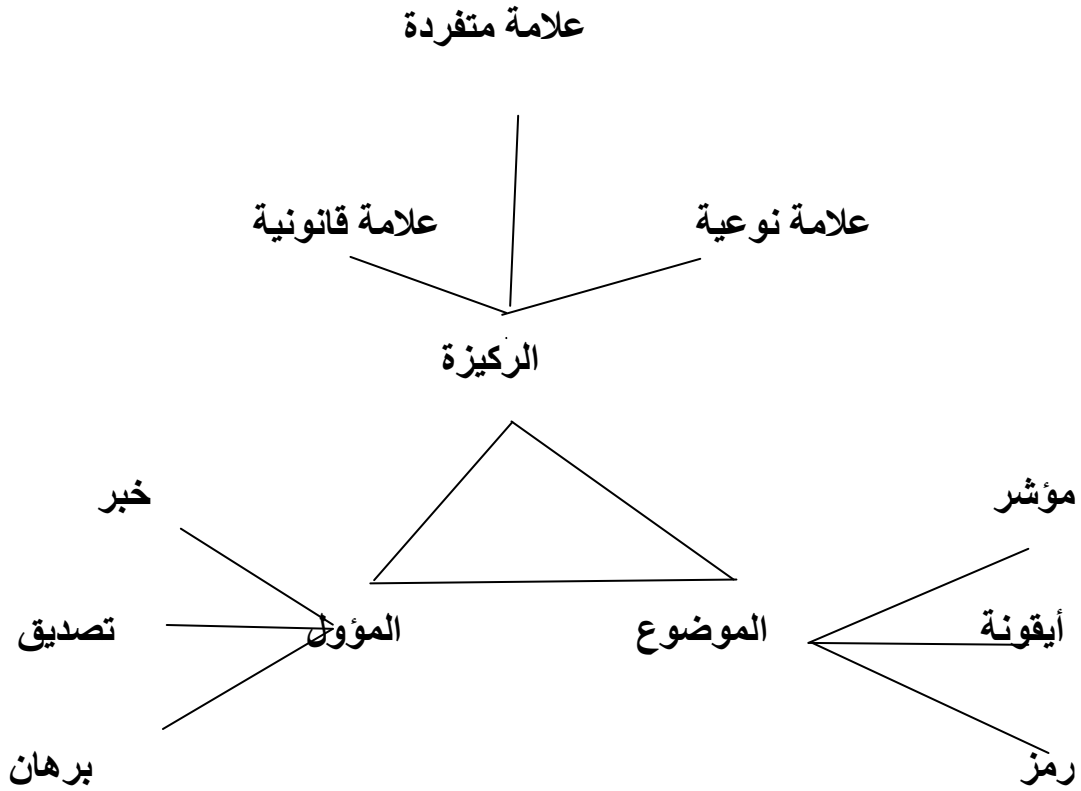 علامة متفردة
علامة نوعية
علامة قانونية
الركيزة
مؤشر
خبر
أيقونة
الموضوع
المؤول
تصديق
رمز
برهان